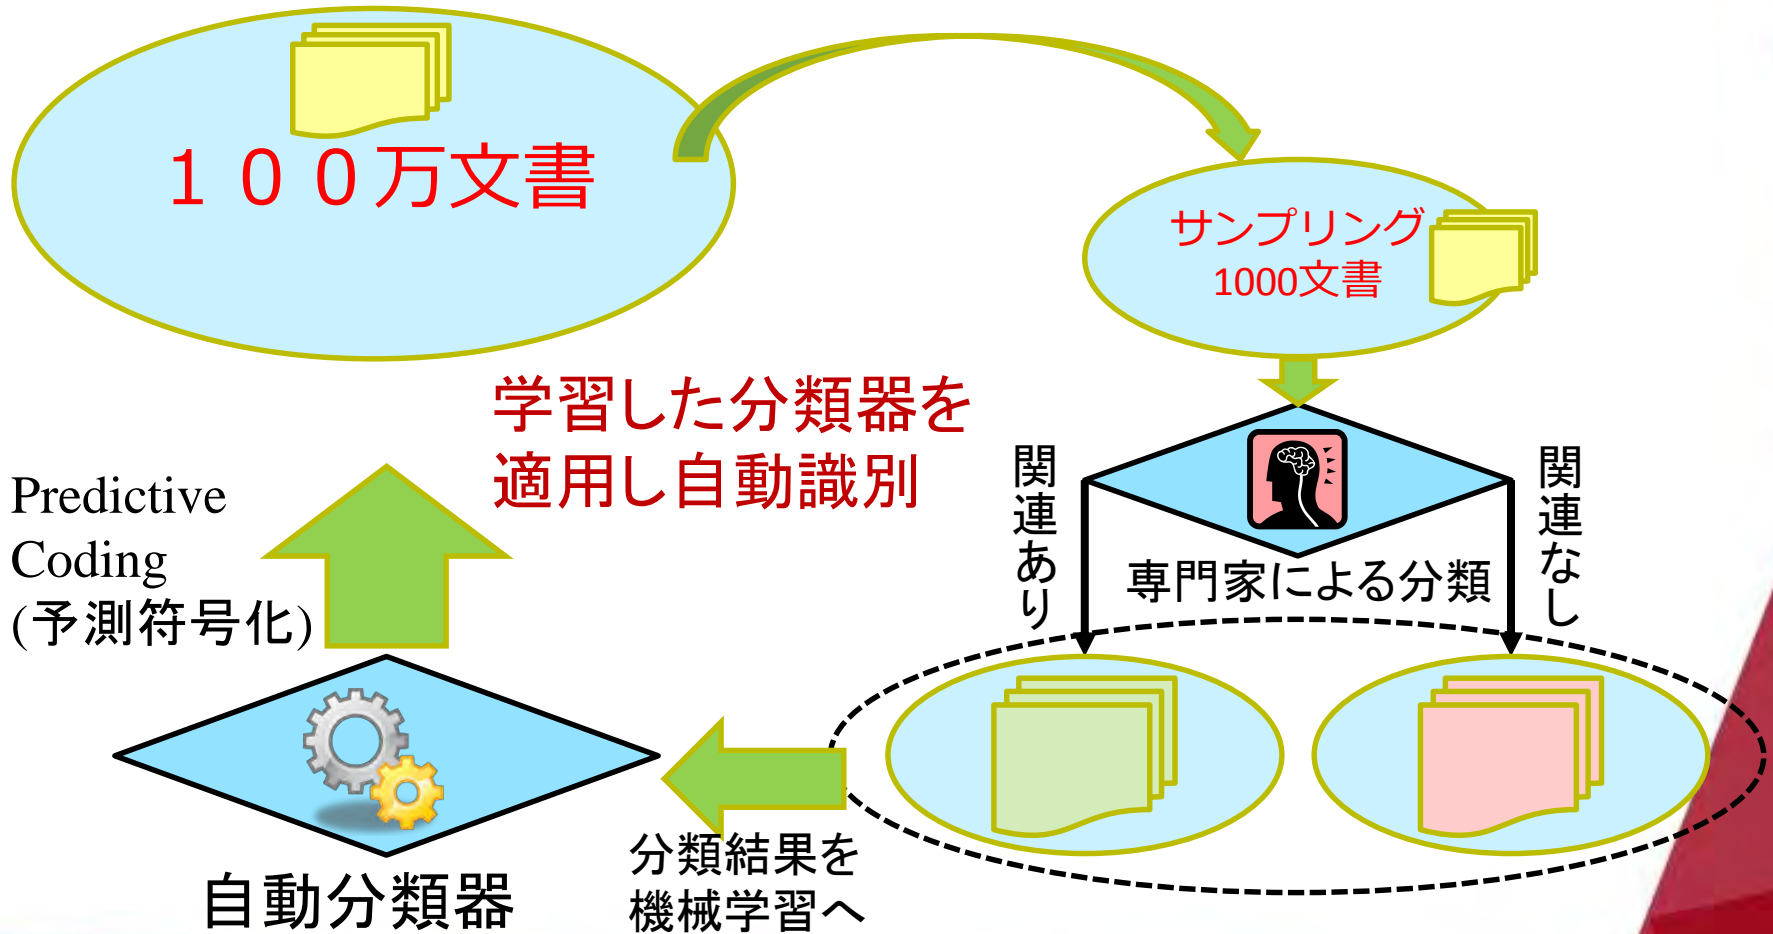 １００万文書
サンプリング
1000文書
学習した分類器を
適用し自動識別
関連あり
関連なし
専門家による分類
Predictive
Coding
(予測符号化)
分類結果を
機械学習へ
自動分類器